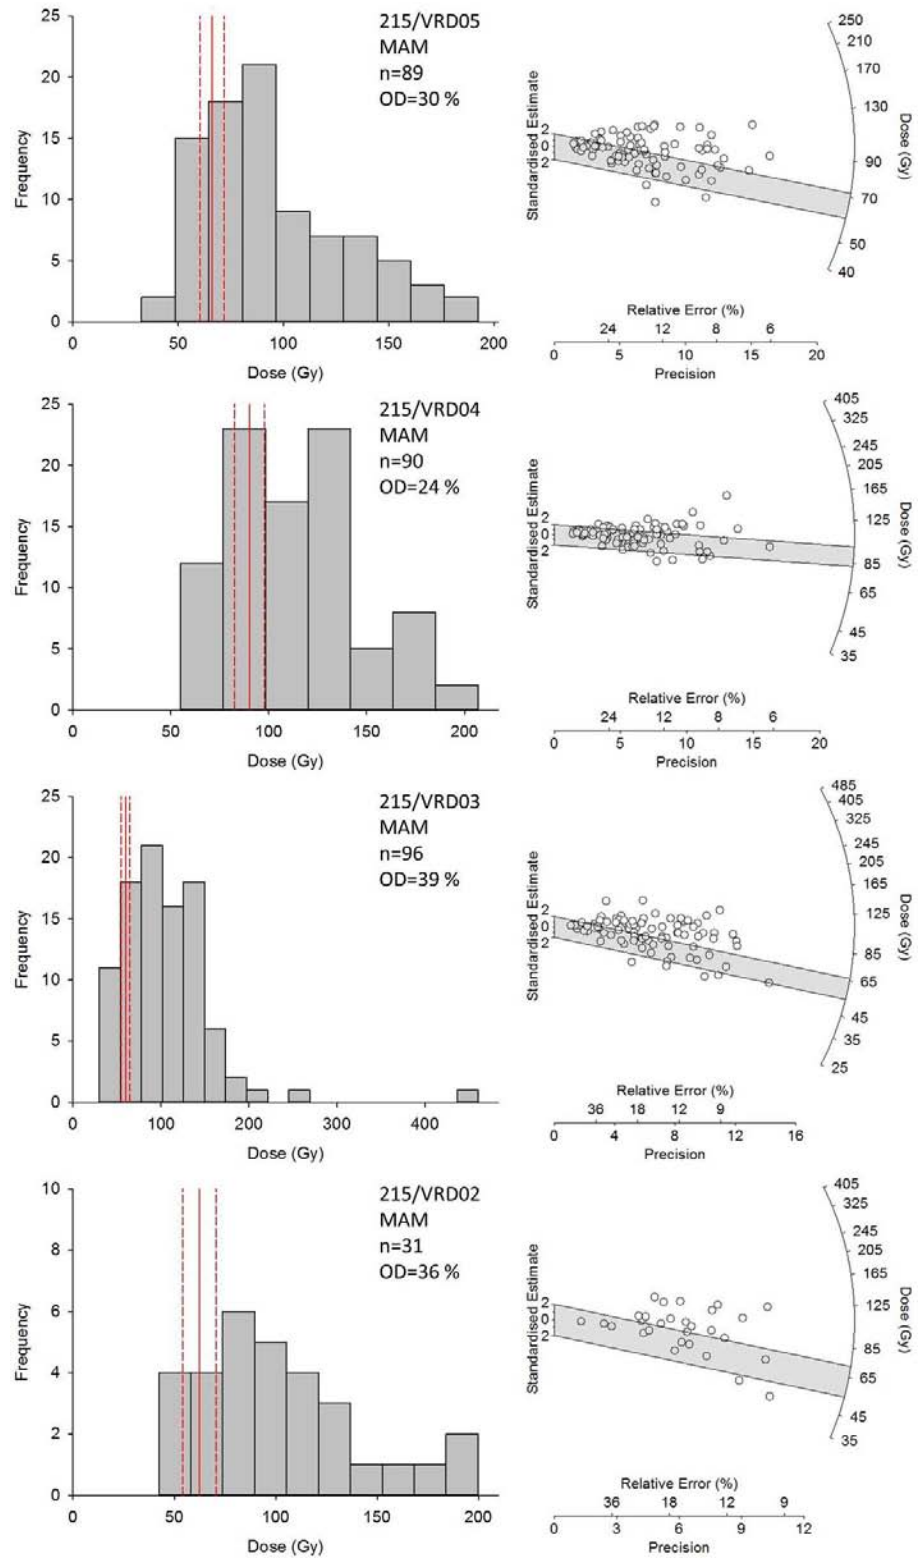 25
20
15
10
5
0
Frequency
0 50 100 150 200
Dose (Gy)
215/VRD05
MAM
n=89
OD=30 %
Standardised Estimate
2
0
2
250
210
170
130
90
70
50
40
Dose (Gy)
Relative Error (%)
24 12 8 6
0 5 10 15 20
Precision
25
20
15
10
5
0
Frequency
0 50 100 150 200
Dose (Gy)
215/VRD04
MAM
n=90
OD=24 %
Standardised Estimate
2
0
2
405
325
245
205
165
125
85
65
45
35
Dose (Gy)
Relative Error (%)
24 12 8 6
0 5 10 15 20
Precision
25
20
15
10
5
0
Frequency
0 100 200 300 400
Dose (Gy)
215/VRD03
MAM
n=96
OD=39 %
Standardised Estimate
2
0
2
485
405
325
245
205
165
125
85
65
45
35
25
Dose (Gy)
Relative Error (%)
36 18 12 9
0 4 8 12 16
Precision
10
8
6
4
2
0
Frequency
0 50 100 150 200
Dose (Gy)
215/VRD02
MAM
n=31
OD=36 %
Standardised Estimate
2
0
2
405
325
245
205
165
125
85
65
45
35
Dose (Gy)
Relative Error (%)
36 18 12 9
0 3 6 9 12
Precision